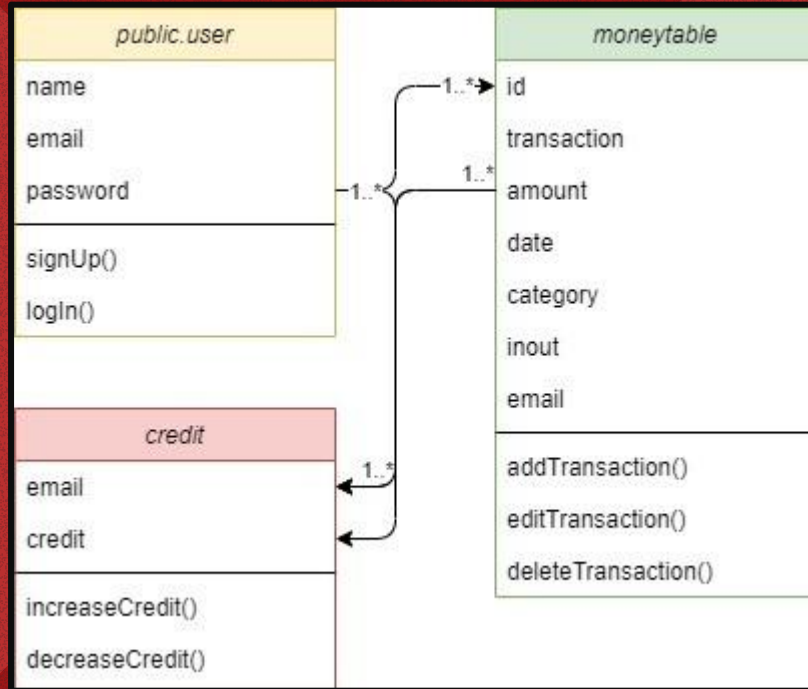 public.user
name
email
password
signUp()
logIn()
moneytable
id
transaction
amount
date
category
inout
email
addTransaction()
editTransaction()
deleteTransaction()
credit
email
credit
increaseCredit()
decreaseCredit()
1..*
1..*
1..*
1..*